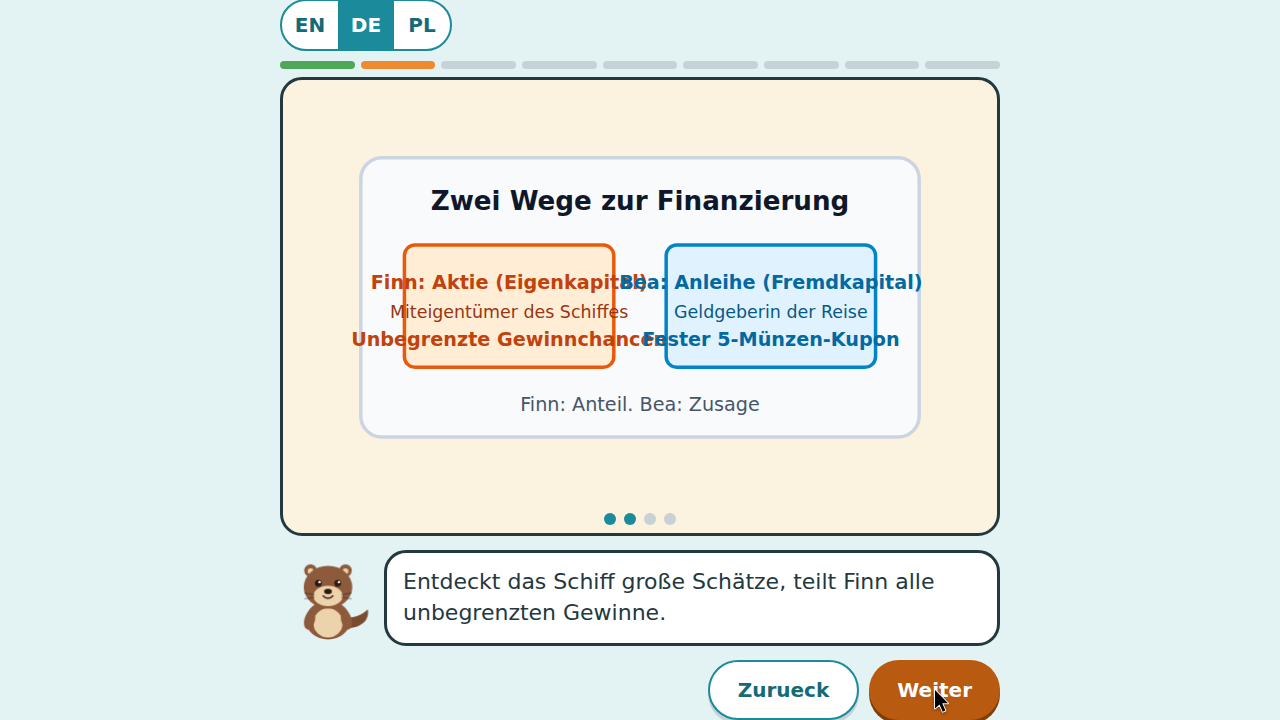 EN DE PL
Zwei Wege zur Finanzierung
Finn: Aktie (Eigenkapital)
Miteigentümer des Schiffes
Unbegrenzte Gewinnchancen
Bea: Anleihe (Fremdkapital)
Geldgeberin der Reise
Fester 5-Münzen-Kupon
Finn: Anteil. Bea: Zusage
Entdeckt das Schiff große Schätze, teilt Finn alle
unbegrenzten Gewinne.
Zurueck
Weiter